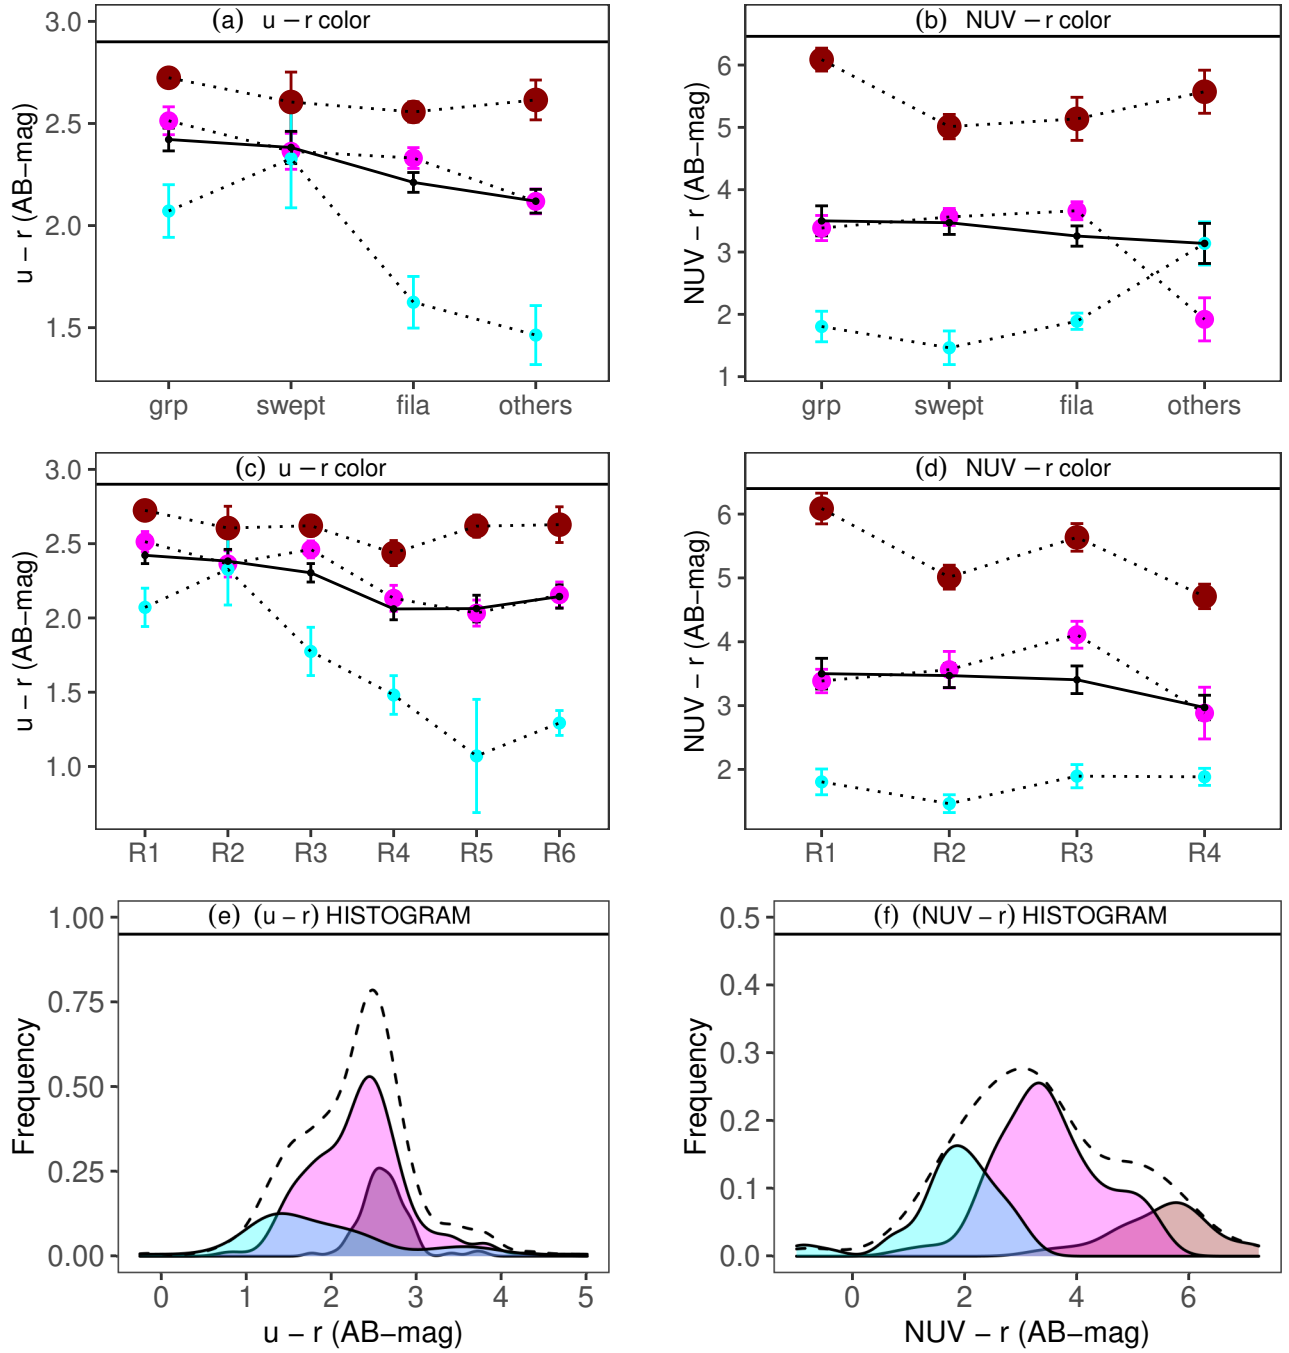 (a) u − r color
3.0
2.5
2.0
1.5
u − r (AB−mag)
grp swept fila others
(b) NUV − r color
6
5
4
3
2
1
NUV − r (AB−mag)
grp swept fila others
(c) u − r color
3.0
2.5
2.0
1.5
1.0
u − r (AB−mag)
R1 R2 R3 R4 R5 R6
(d) NUV − r color
6
5
4
3
2
NUV − r (AB−mag)
R1 R2 R3 R4
(e) (u − r) HISTOGRAM
1.00
0.75
0.50
0.25
0.00
Frequency
0 1 2 3 4 5
u − r (AB−mag)
(f) (NUV − r) HISTOGRAM
0.5
0.4
0.3
0.2
0.1
0.0
Frequency
0 2 4 6
NUV − r (AB−mag)